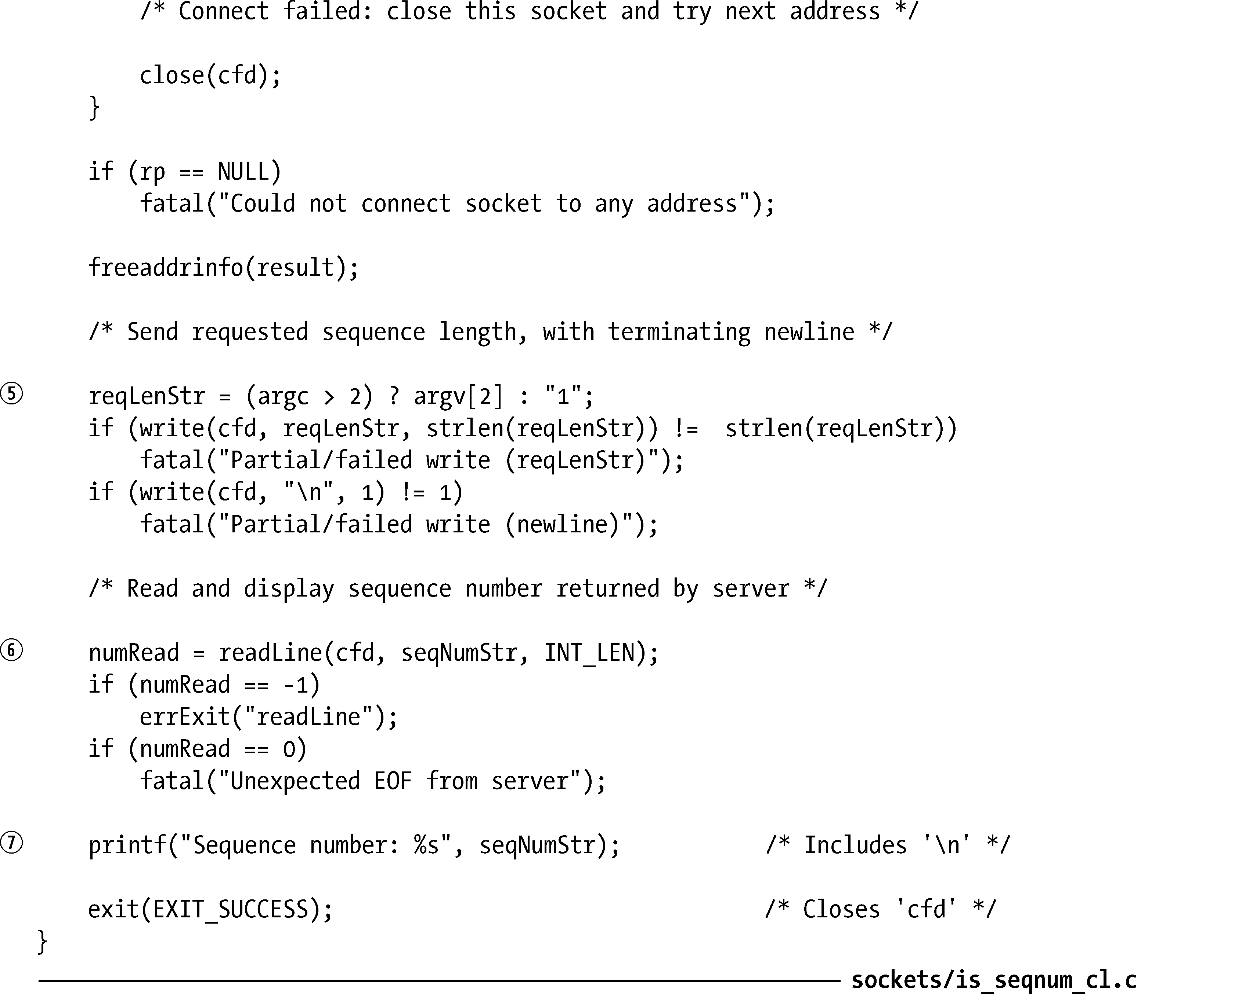 /* Connect failed: close this socket and try next address */
close(cfd);
}
if (rp == NULL)
fatal("Could not connect socket to any address");
freeaddrinfo(result);
/* Send requested sequence length, with terminating newline */
⑤ reqLenStr = (argc > 2) ? argv[2] : "1";
if (write(cfd, reqLenStr, strlen(reqLenStr)) !=  strlen(reqLenStr))
fatal("Partial/failed write (reqLenStr)");
if (write(cfd, "\n", 1) != 1)
fatal("Partial/failed write (newline)");
/* Read and display sequence number returned by server */
⑥ numRead = readLine(cfd, seqNumStr, INT_LEN);
if (numRead == -1)
errExit("readLine");
if (numRead == 0)
fatal("Unexpected EOF from server");
⑦ printf("Sequence number: %s", seqNumStr); /* Includes '\n' */
exit(EXIT_SUCCESS); /* Closes 'cfd' */
}
sockets/is_seqnum_cl.c